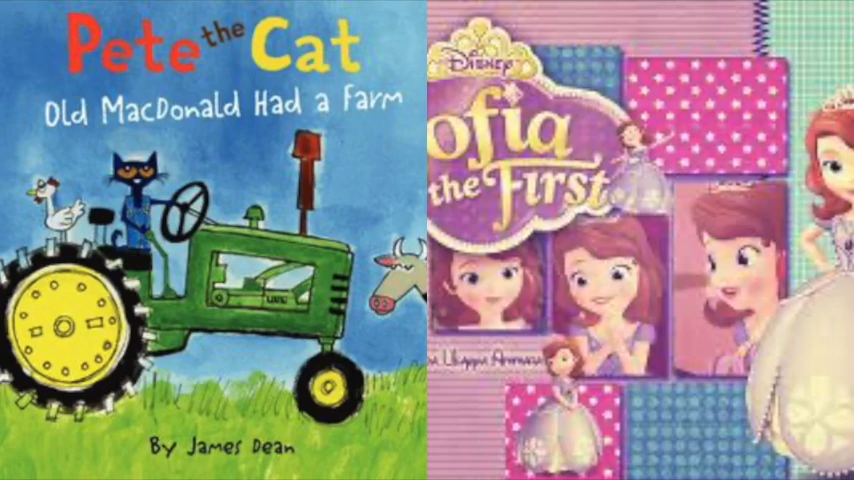 Pete the Cat
Old MacDonald Had a Farm
By James Dean
Disney
ofia
the First